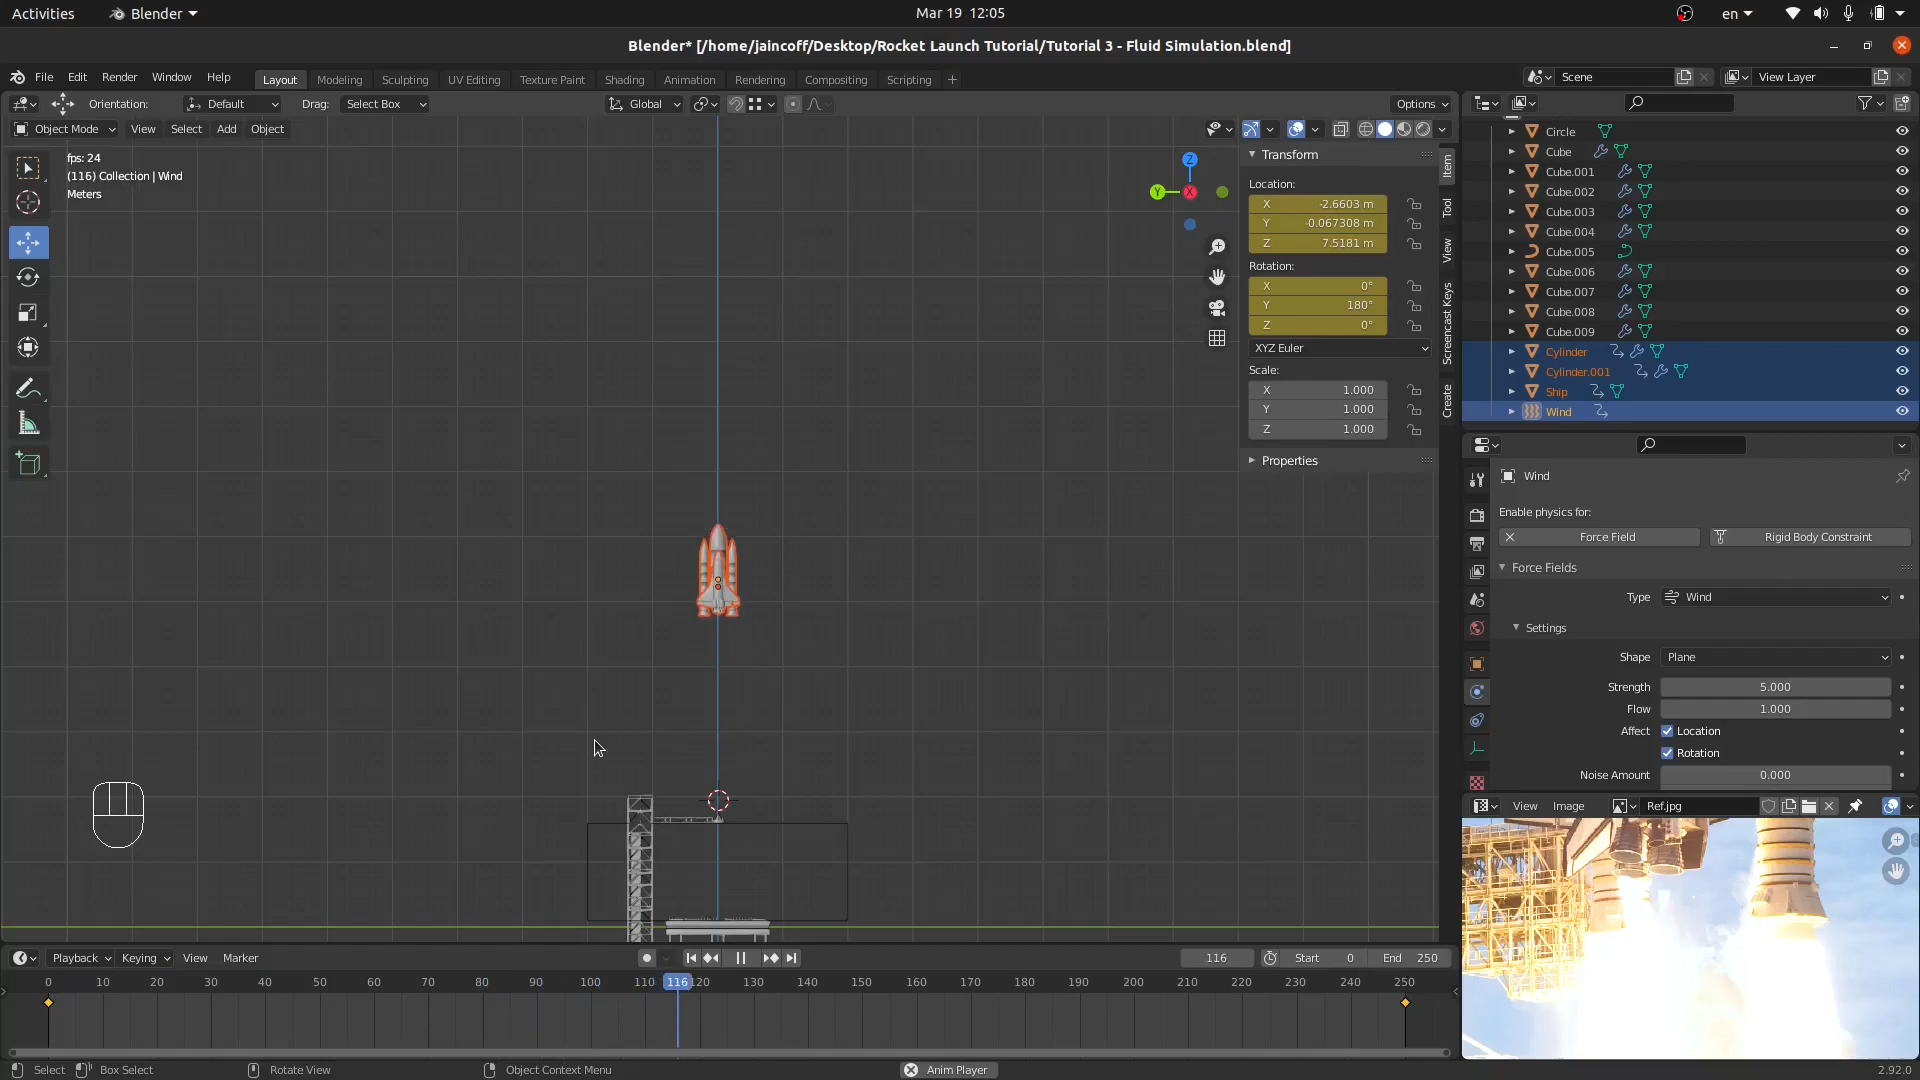 Activities
Blender
Mar 19 12:05
en
Blender* [/home/jaincoff/Desktop/Rocket Launch Tutorial/Tutorial 3 - Fluid Simulation.blend]
File Edit Render Window Help
Layout Modeling Sculpting UV Editing Texture Paint Shading Animation Rendering Compositing Scripting +
Scene
View Layer
Orientation: Default Drag: Select Box
Global
Options
Object Mode View Select Add Object
fps: 24
(116) Collection | Wind
Meters
Z
Y
X
Transform
Location:
X -2.6603 m
Y -0.067308 m
Z 7.5181 m
Rotation:
X 0°
Y 180°
Z 0°
XYZ Euler
Scale:
X 1.000
Y 1.000
Z 1.000
Properties
Item
Tool
View
Screencast Keys
Create
Circle
Cube
Cube.001
Cube.002
Cube.003
Cube.004
Cube.005
Cube.006
Cube.007
Cube.008
Cube.009
Cylinder
Cylinder.001
Ship
Wind
Wind
Enable physics for:
Force Field
Rigid Body Constraint
Force Fields
Type Wind
Settings
Shape Plane
Strength 5.000
Flow 1.000
Affect Location
Rotation
Noise Amount 0.000
View Image Ref.jpg
Playback Keying View Marker
116
Start 0
End 250
0 10 20 30 40 50 60 70 80 90 100 110 116 120 130 140 150 160 170 180 190 200 210 220 230 240 250
Select
Box Select
Rotate View
Object Context Menu
Anim Player
2.92.0